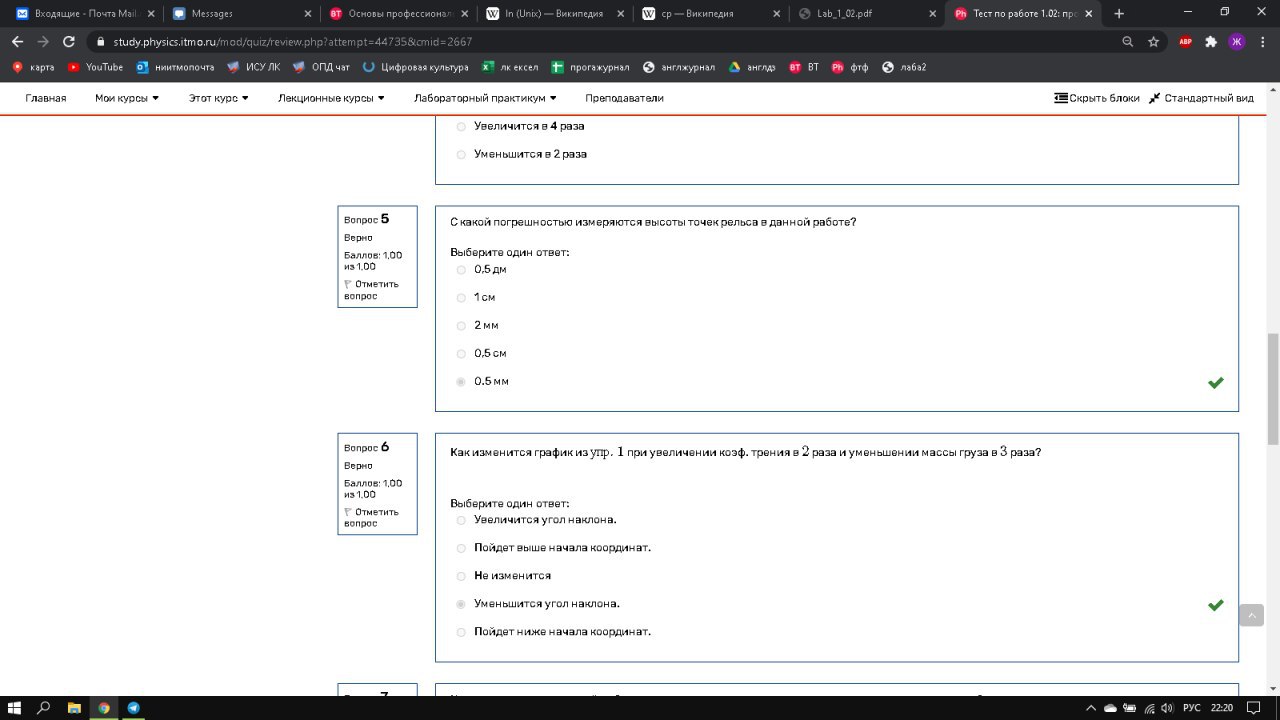 Входящие - Почта Mail.
Messages
Основы профессионал
ln (Unix) — Википедия
cp — Википедия
Lab_1_02.pdf
Тест по работе 1.02: пр
study.physics.itmo.ru/mod/quiz/review.php?attempt=44735&cmid=2667
ABP
Ж
карта
YouTube
ниитмопочта
ИСУ ЛК
ОПД чат
Цифровая культура
лк ексел
прогажурнал
англжурнал
англдз
ВТ
фтф
лаба2
Главная
Мои курсы
Этот курс
Лекционные курсы
Лабораторный практикум
Преподаватели
Скрыть блоки
Стандартный вид
Увеличится в 4 раза
Уменьшится в 2 раза
Вопрос 5
Верно
Баллов: 1,00
из 1,00
Отметить
вопрос
С какой погрешностью измеряются высоты точек рельса в данной работе?
Выберите один ответ:
0,5 дм
1 см
2 мм
0,5 см
0.5 мм
Вопрос 6
Верно
Баллов: 1,00
из 1,00
Отметить
вопрос
Как изменится график из упр. 1 при увеличении коэф. трения в 2 раза и уменьшении массы груза в 3 раза?
Выберите один ответ:
Увеличится угол наклона.
Пойдет выше начала координат.
Не изменится
Уменьшится угол наклона.
Пойдет ниже начала координат.
РУС
22:20